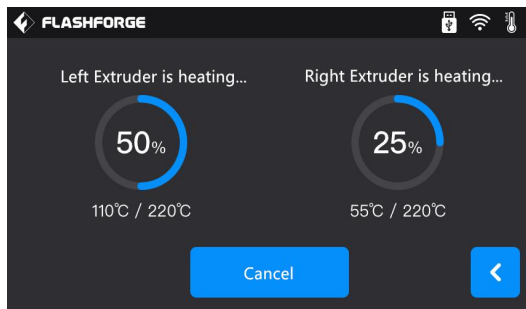 FLASHFORGE
Left Extruder is heating...
Right Extruder is heating...
50%
25%
110℃ / 220℃
55℃ / 220℃
Cancel